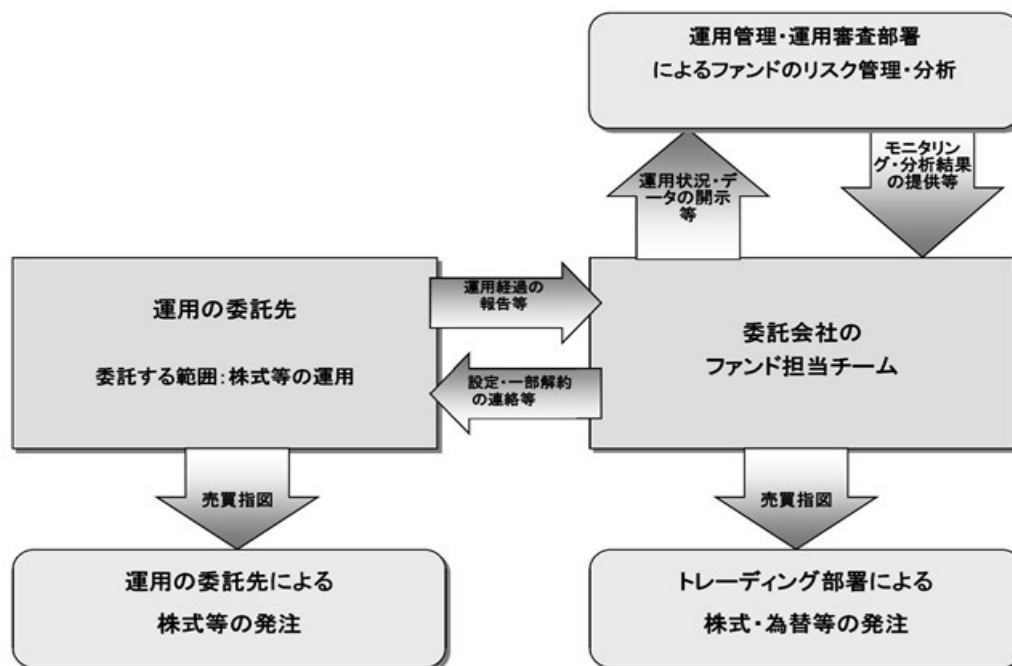 運用管理・運用審査部署
によるファンドのリスク管理・分析
運用状況・デ
ータの開示
等
モニタリン
グ・分析結果
の提供等
運用の委託先
委託する範囲:株式等の運用
運用経過の
報告等
設定・一部解約
の連絡等
委託会社の
ファンド担当チーム
売買指図
売買指図
運用の委託先による
株式等の発注
トレーディング部署による
株式・為替等の発注